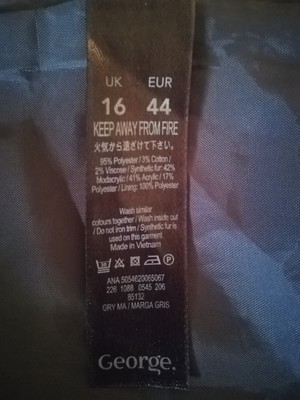 UK EUR
16 44
KEEP AWAY FROM FIRE
火気から遠ざけて下さい。
95% Polyester / 3% Cotton /
2% Viscose / Synthetic fur 42%
Modacrylic / 41% Acrylic / 17%
Polyester / Lining: 100% Polyester
Wash similar
colours together / Wash inside out
/ Do not iron trim / Synthetic fur is
used on this garment.
Made in Vietnam
ANA 5054620065067
226 1088 0545 206
85132
GRY MA / MARGA GRIS
George.